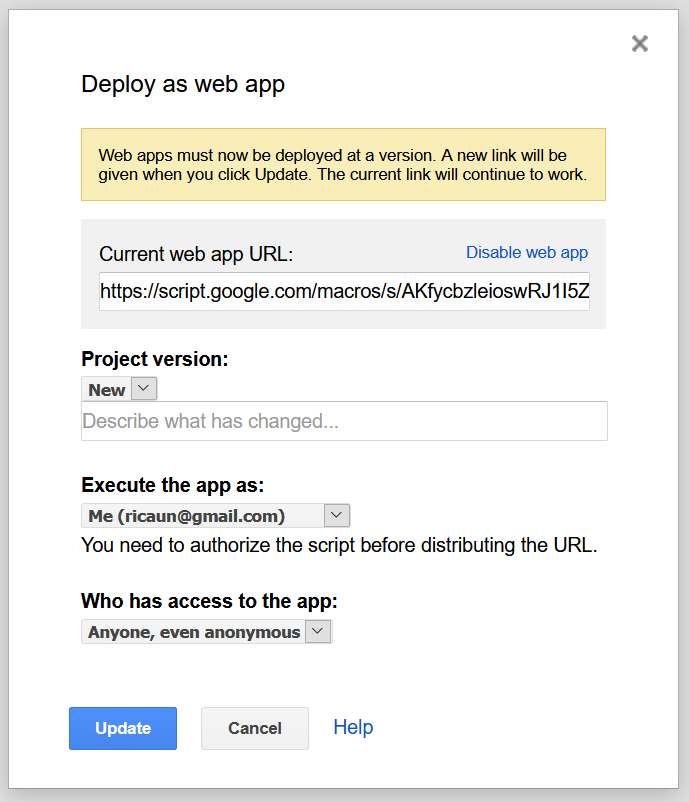 Deploy as web app
Web apps must now be deployed at a version. A new link will be
given when you click Update. The current link will continue to work.
Current web app URL: Disable web app
https://script.google.com/macros/s/AKfycbzleioswRJ1I5Z
Project version:
New
Describe what has changed...
Execute the app as:
Me (ricaun@gmail.com)
You need to authorize the script before distributing the URL.
Who has access to the app:
Anyone, even anonymous
Update Cancel Help